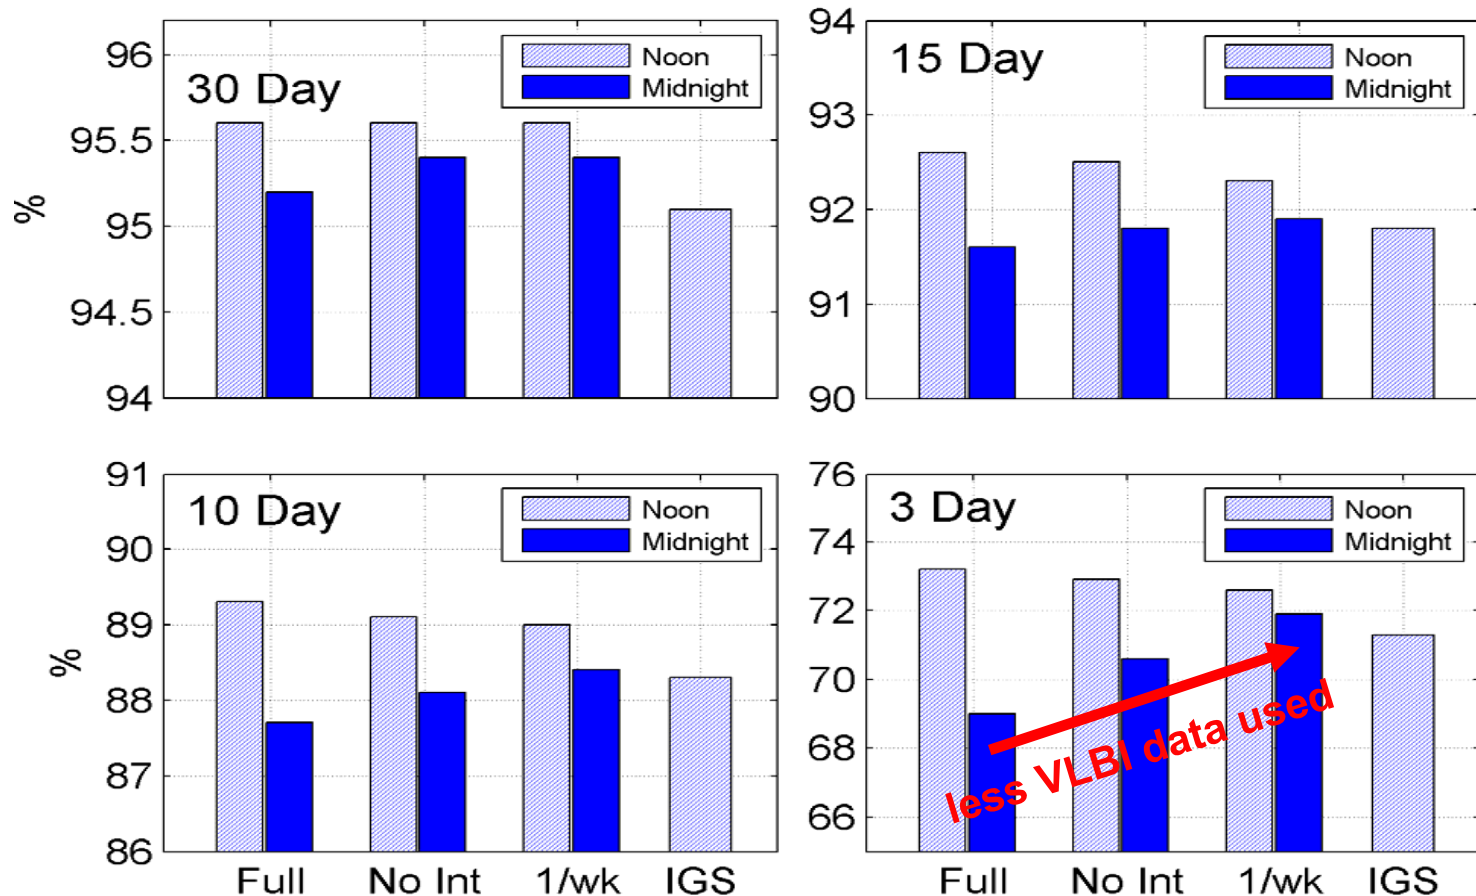 30 Day
Noon
Midnight
96
95.5
95
94.5
94
%
15 Day
Noon
Midnight
94
93
92
91
90
10 Day
Noon
Midnight
91
90
89
88
87
86
%
Full
No Int
1/wk
IGS
3 Day
Noon
Midnight
76
74
72
70
68
66
less VLBI data used
Full
No Int
1/wk
IGS